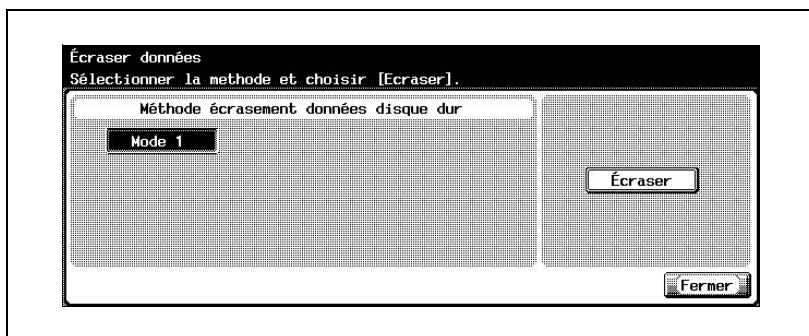 Écraser données
Sélectionner la methode et choisir [Ecraser].
Méthode écrasement données disque dur
Mode 1
Écraser
Fermer